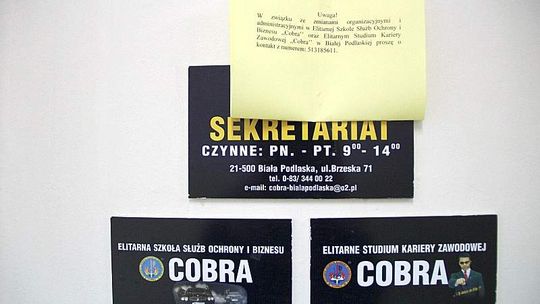 Uwaga!
W związku ze zmianami organizacyjnymi i
administracyjnymi w Elitarnej Szkole Służb Ochrony i
Biznesu „Cobra" oraz Elitarnym Studium Kariery
Zawodowej „Cobra" w Białej Podlaskiej proszę o
kontakt z numerem: 513185611.
SEKRETARIAT
CZYNNE: PN. - PT. 9⁰⁰- 14⁰⁰
21-500 Biała Podlaska, ul.Brzeska 71
tel. 0-83/ 344 00 22
e-mail: cobra-bialapodlaska@o2.pl
ELITARNA SZKOŁA SŁUŻB OCHRONY I BIZNESU
COBRA
ELITARNE STUDIUM KARIERY ZAWODOWEJ
COBRA